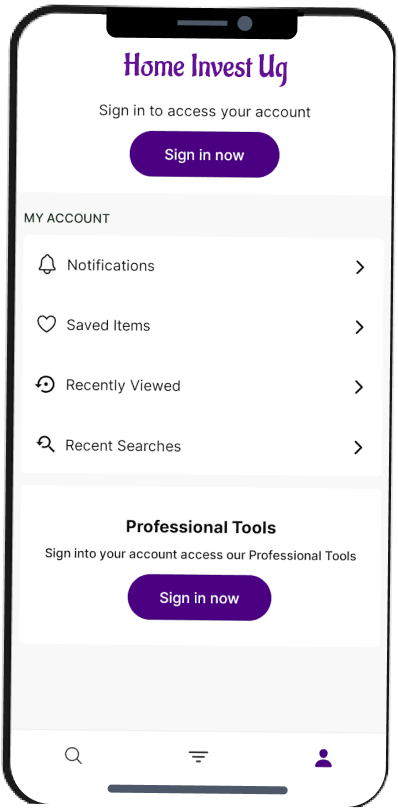 Home Invest Ug
Sign in to access your account
Sign in now
MY ACCOUNT
Notifications
Saved Items
Recently Viewed
Recent Searches
Professional Tools
Sign into your account access our Professional Tools
Sign in now